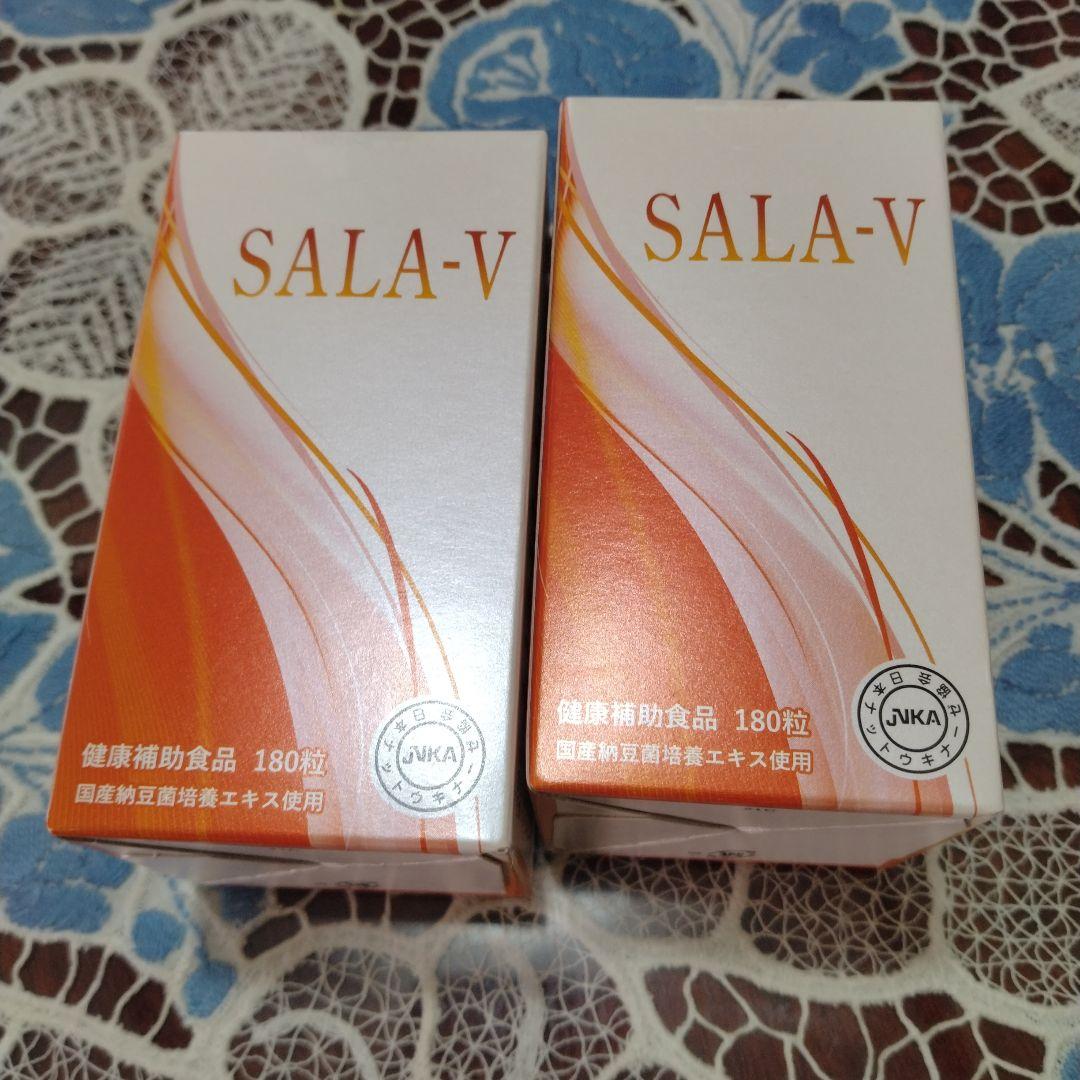 SALA-V
健康補助食品 180粒
国産納豆菌培養エキス使用
日本ナットウキナーゼ協会
JNKA
SALA-V
健康補助食品 180粒
国産納豆菌培養エキス使用
日本ナットウキナーゼ協会
JNKA